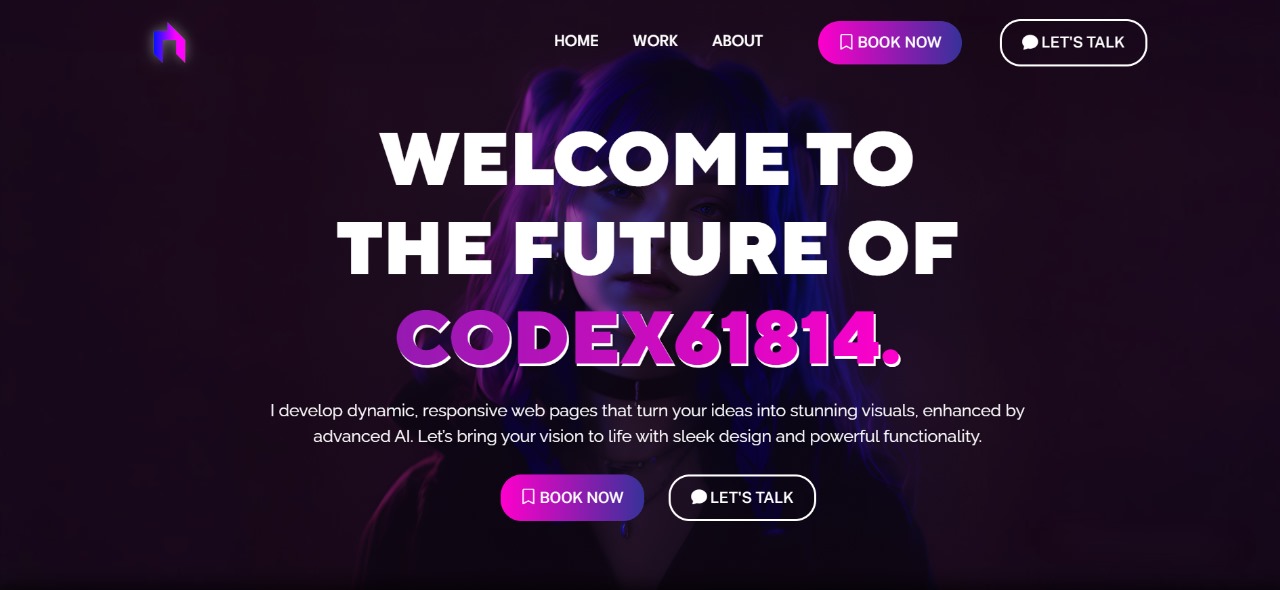 HOME WORK ABOUT BOOK NOW LET'S TALK
WELCOME TO
THE FUTURE OF
CODEX61814.
I develop dynamic, responsive web pages that turn your ideas into stunning visuals, enhanced by
advanced AI. Let's bring your vision to life with sleek design and powerful functionality.
BOOK NOW LET'S TALK